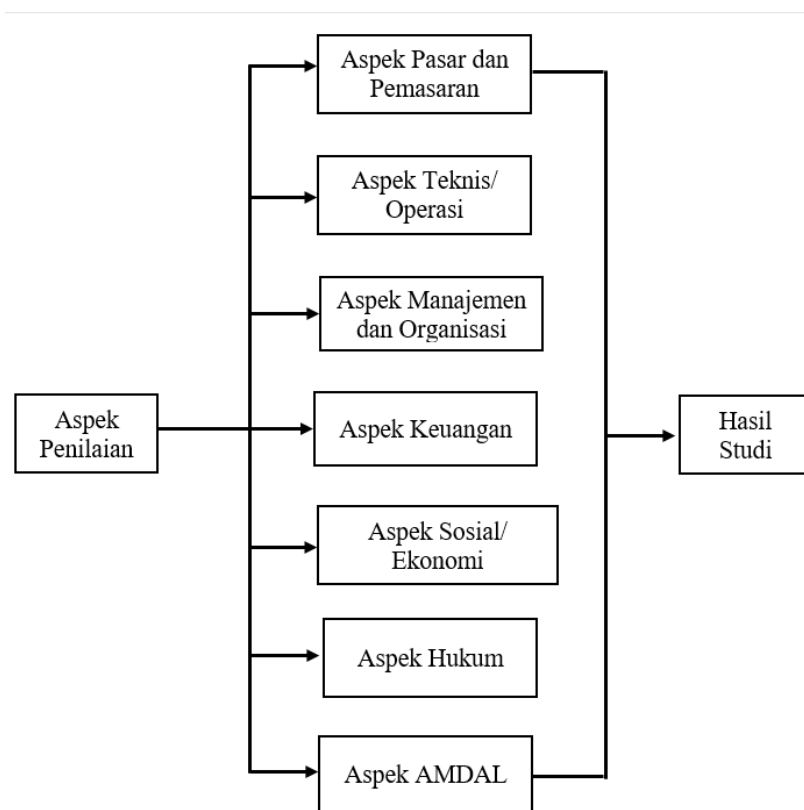 Aspek Pasar dan
Pemasaran
Aspek Teknis/
Operasi
Aspek Manajemen
dan Organisasi
Aspek
Penilaian
Aspek Keuangan
Hasil
Studi
Aspek Sosial/
Ekonomi
Aspek Hukum
Aspek AMDAL